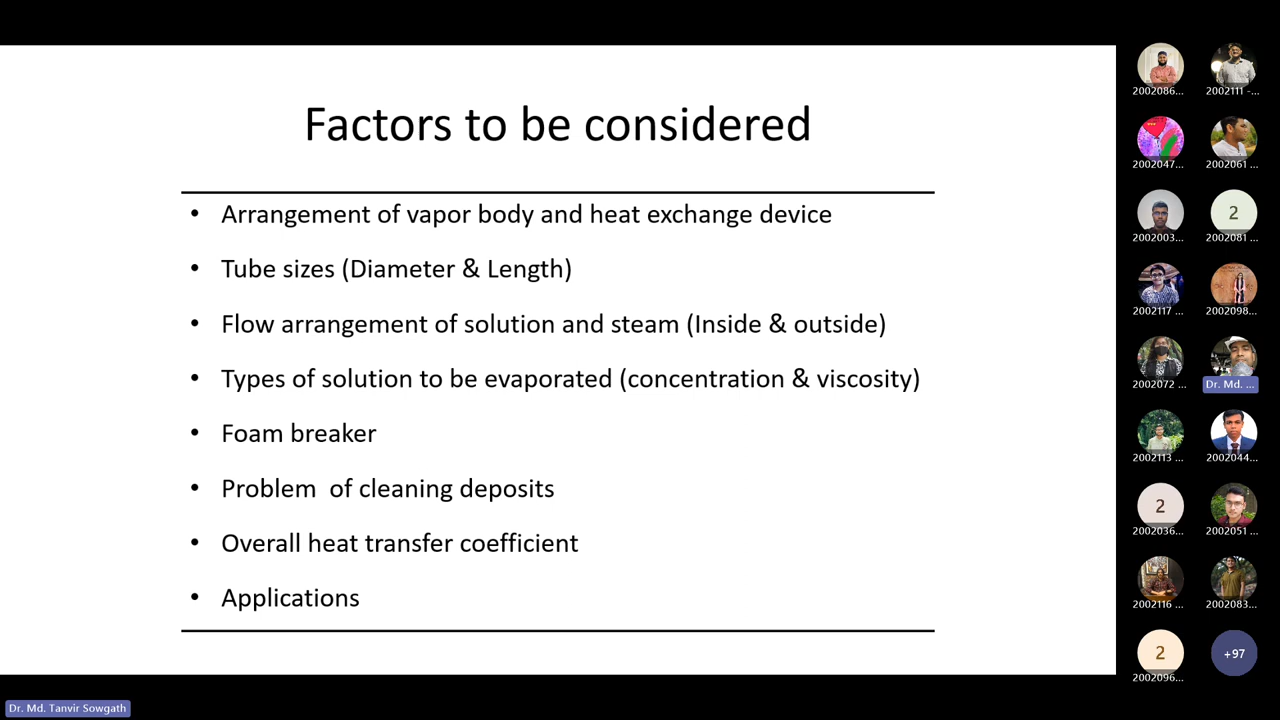 Factors to be considered
• Arrangement of vapor body and heat exchange device
• Tube sizes (Diameter & Length)
• Flow arrangement of solution and steam (Inside & outside)
• Types of solution to be evaporated (concentration & viscosity)
• Foam breaker
• Problem  of cleaning deposits
• Overall heat transfer coefficient
• Applications
2002086...
2002111 -...
2002047...
2002061 ...
2002003...
2
2002081 ...
2002117 ...
2002098...
2002072 ...
Dr. Md. ...
2002113 ...
2002044...
2
2002036...
2002051 ...
2002116 ...
2002083...
2
2002096...
+97
Dr. Md. Tanvir Sowgath